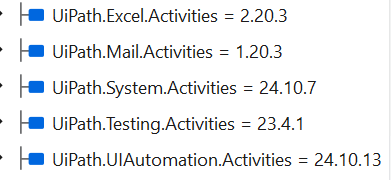 UiPath.Excel.Activities = 2.20.3
UiPath.Mail.Activities = 1.20.3
UiPath.System.Activities = 24.10.7
UiPath.Testing.Activities = 23.4.1
UiPath.UIAutomation.Activities = 24.10.13